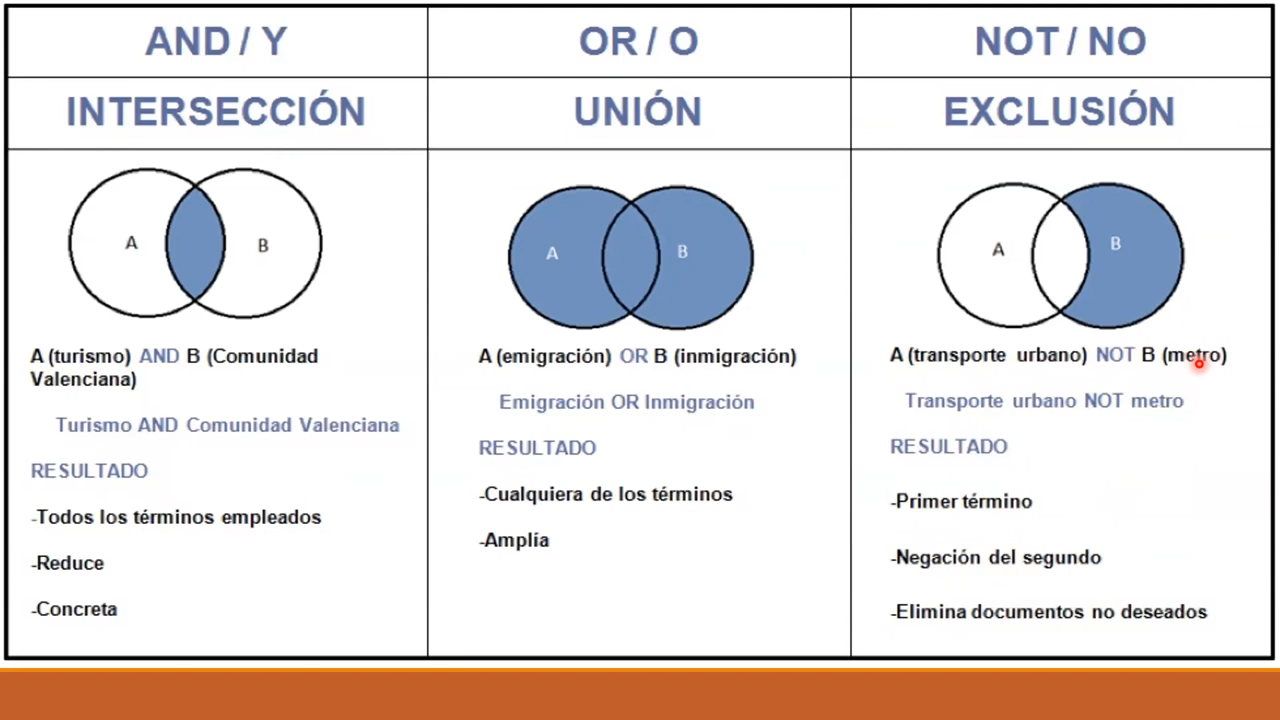 AND / Y
INTERSECCIÓN
A
B
A (turismo) AND B (Comunidad
Valenciana)
Turismo AND Comunidad Valenciana
RESULTADO
-Todos los términos empleados
-Reduce
-Concreta
OR / O
UNIÓN
A
B
A (emigración) OR B (inmigración)
Emigración OR Inmigración
RESULTADO
-Cualquiera de los términos
-Amplía
NOT / NO
EXCLUSIÓN
A
B
A (transporte urbano) NOT B (metro)
Transporte urbano NOT metro
RESULTADO
-Primer término
-Negación del segundo
-Elimina documentos no deseados